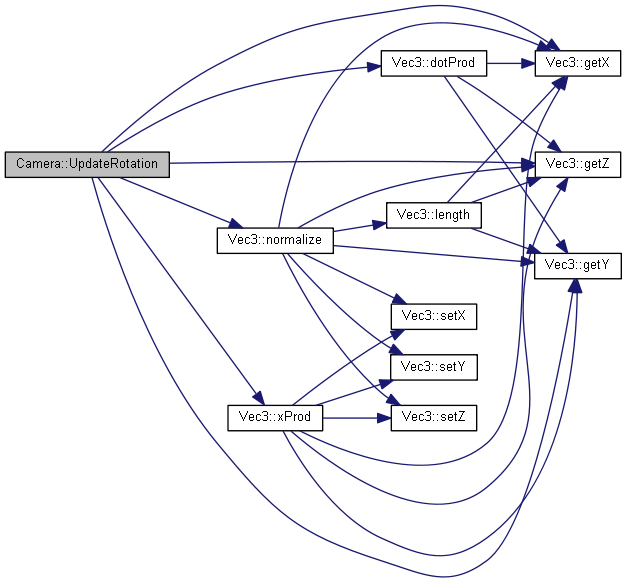 Vec3::dotProd
Vec3::getX
Camera::UpdateRotation
Vec3::getZ
Vec3::length
Vec3::normalize
Vec3::getY
Vec3::setX
Vec3::setY
Vec3::xProd
Vec3::setZ